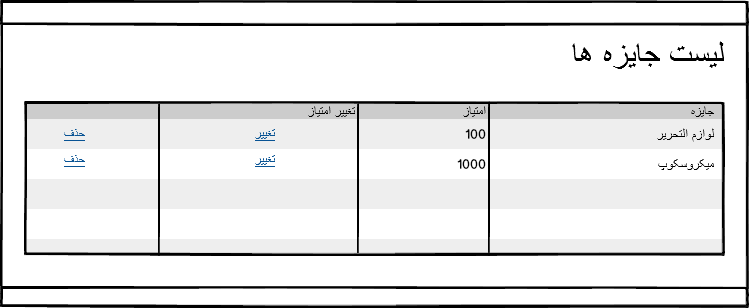 لیست جایزه ها
جایزه امتیاز تغییر امتیاز
لوازم التحریر 100 تغییر حذف
میکروسکوپ 1000 تغییر حذف